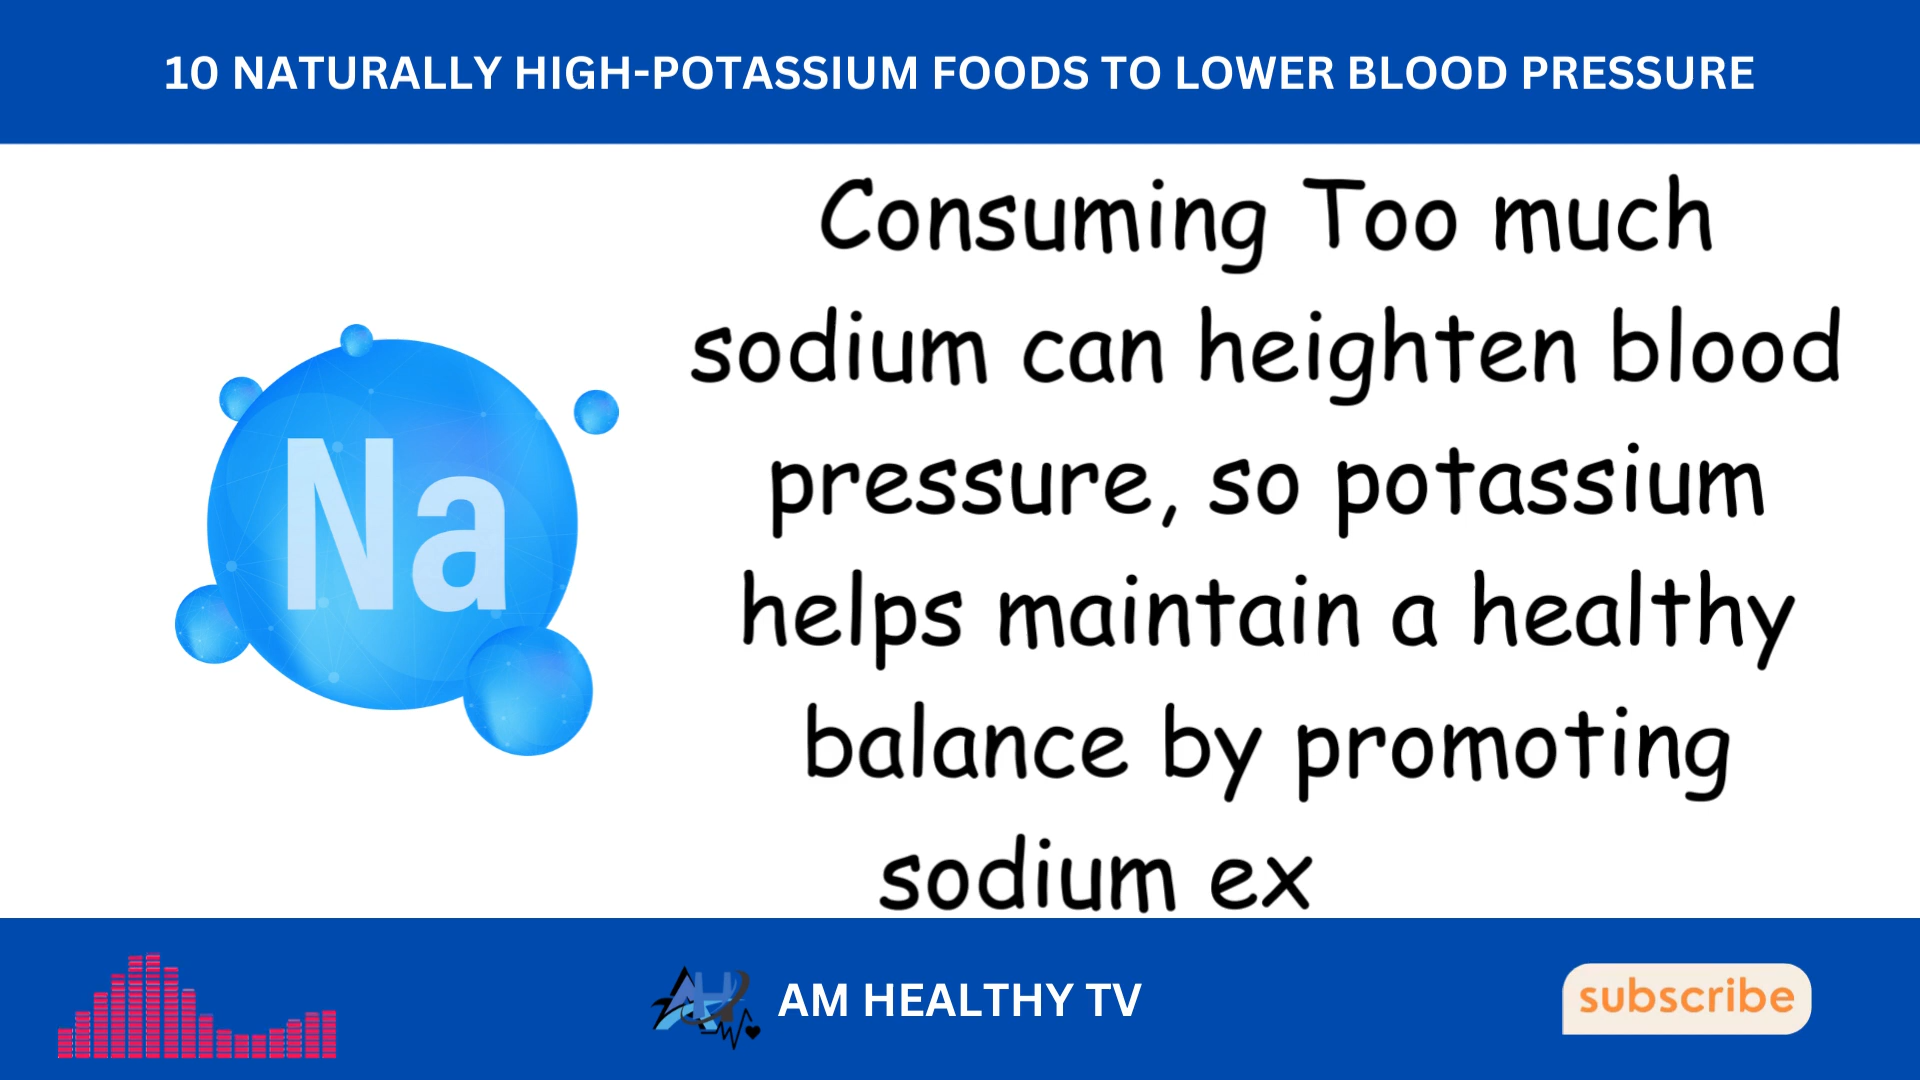 10 NATURALLY HIGH-POTASSIUM FOODS TO LOWER BLOOD PRESSURE
Consuming Too much
sodium can heighten blood
pressure, so potassium
helps maintain a healthy
balance by promoting
sodium ex
Na
AH
AM HEALTHY TV
subscribe